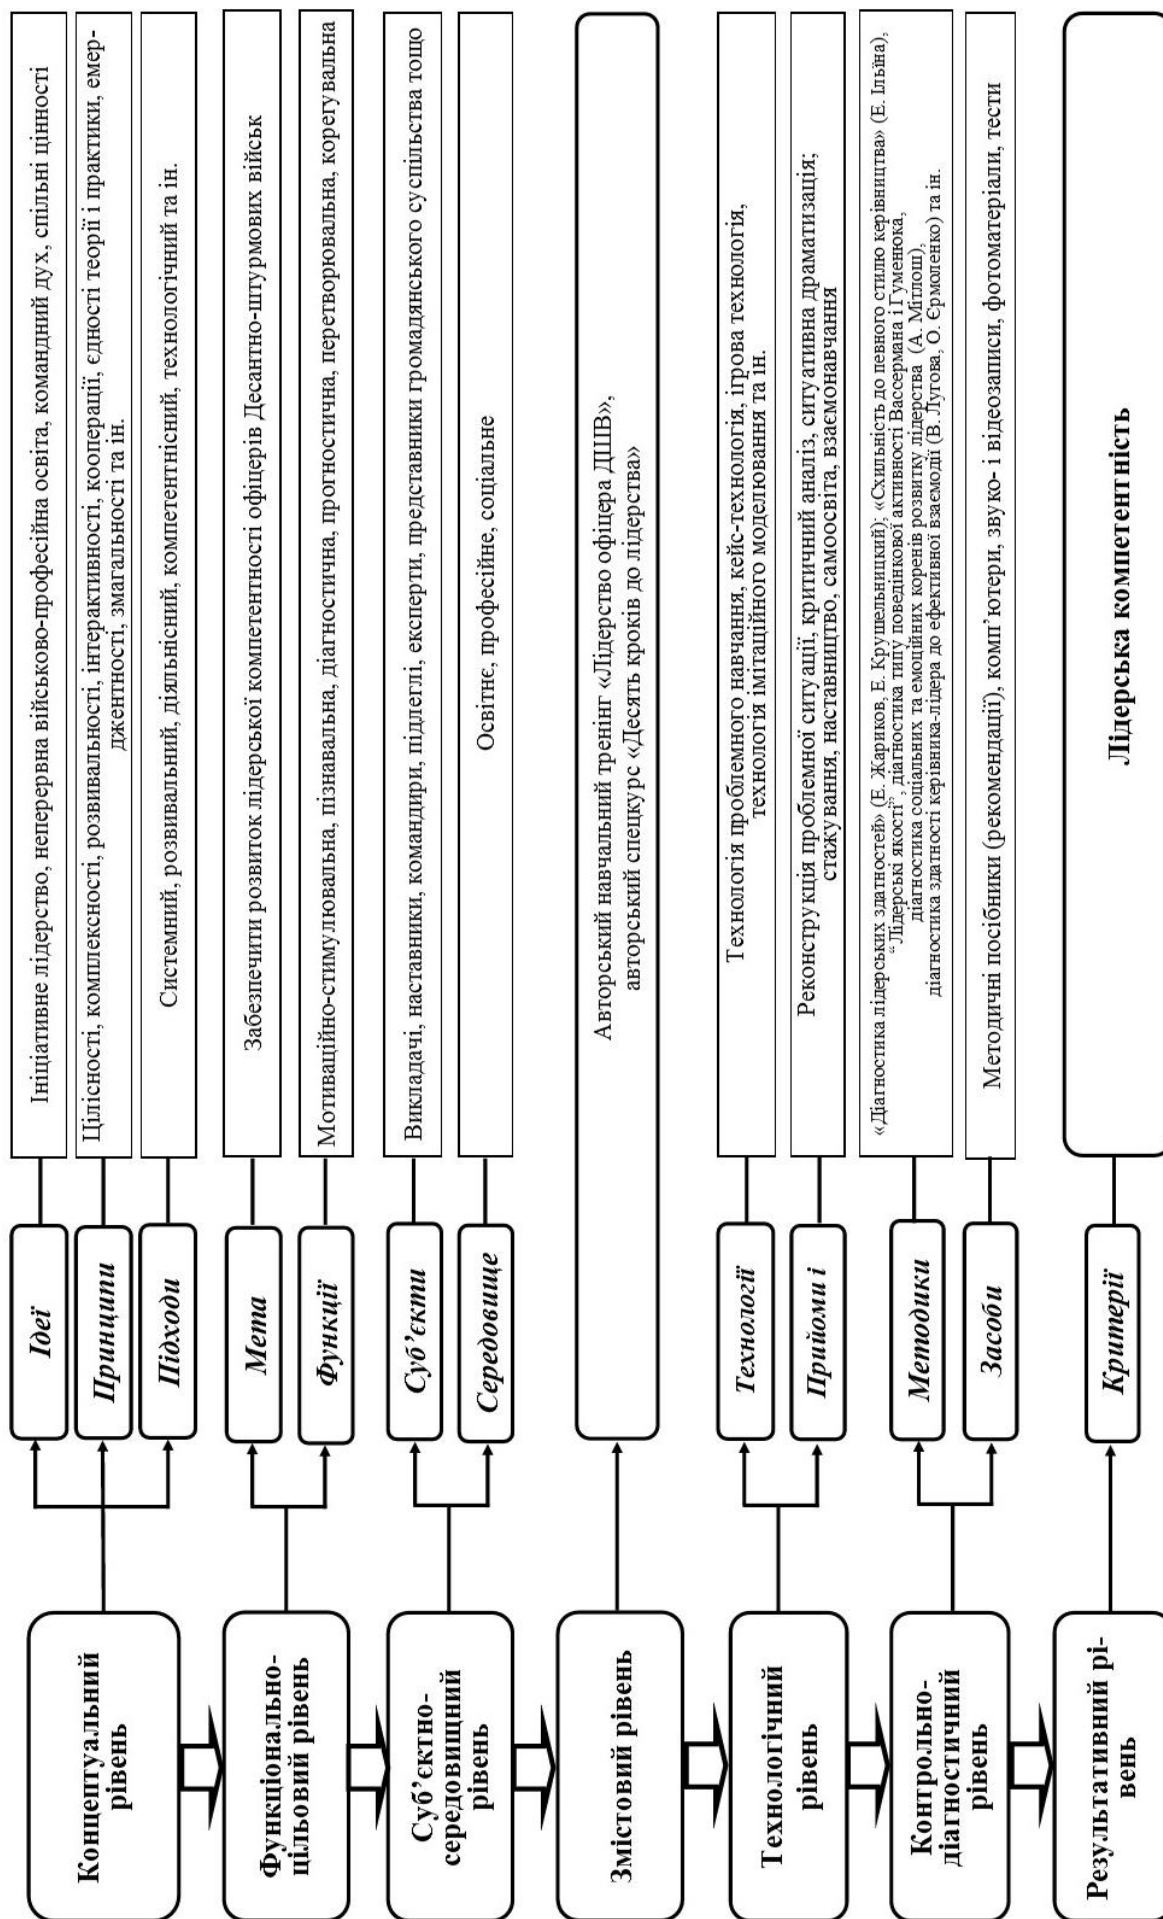 Концептуальний
рівень
Ідеї
Ініціативне лідерство, неперервна військово-професійна освіта, командний дух, спільні цінності
Принципи
Цілісності, комплексності, розвивальності, інтерактивності, кооперації, єдності теорії і практики, емер-
джентності, змагальності та ін.
Підходи
Системний, розвивальний, діяльнісний, компетентнісний, технологічний та ін.
Функціонально-
цільовий рівень
Мета
Забезпечити розвиток лідерської компетентності офіцерів Десантно-штурмових військ
Функції
Мотиваційно-стимулювальна, пізнавальна, діагностична, прогностична, перетворювальна, корегувальна
Суб’єктно-
середовищний
рівень
Суб’єкти
Викладачі, наставники, командири, підлеглі, експерти, представники громадянського суспільства тощо
Середовище
Освітнє, професійне, соціальне
Змістовий рівень
Авторський навчальний тренінг «Лідерство офіцера ДШВ»,
авторський спецкурс «Десять кроків до лідерства»
Технологічний
рівень
Технології
Технологія проблемного навчання, кейс-технологія, ігрова технологія,
технологія імітаційного моделювання та ін.
Прийоми і
Реконструкція проблемної ситуації, критичний аналіз, ситуативна драматизація;
стажування, наставництво, самоосвіта, взаємонавчання
Контрольно-
діагностичний
рівень
Методики
«Діагностика лідерських здатностей» (Е. Жариков, Е. Крушельницкий); «Схильність до певного стилю керівництва» (Е. Ільїна),
“Лідерські якості”, діагностика типу поведінкової активності Вассермана і Гуменюка,
діагностика соціальних та емоційних коренів розвитку лідерства (А. Мітлош),
діагностика здатності керівника-лідера до ефективної взаємодії (В. Лугова, О. Єрмоленко) та ін.
Засоби
Методичні посібники (рекомендації), комп’ютери, звуко- і відеозаписи, фотоматеріали, тести
Результативний рі-
вень
Критерії
Лідерська компетентність